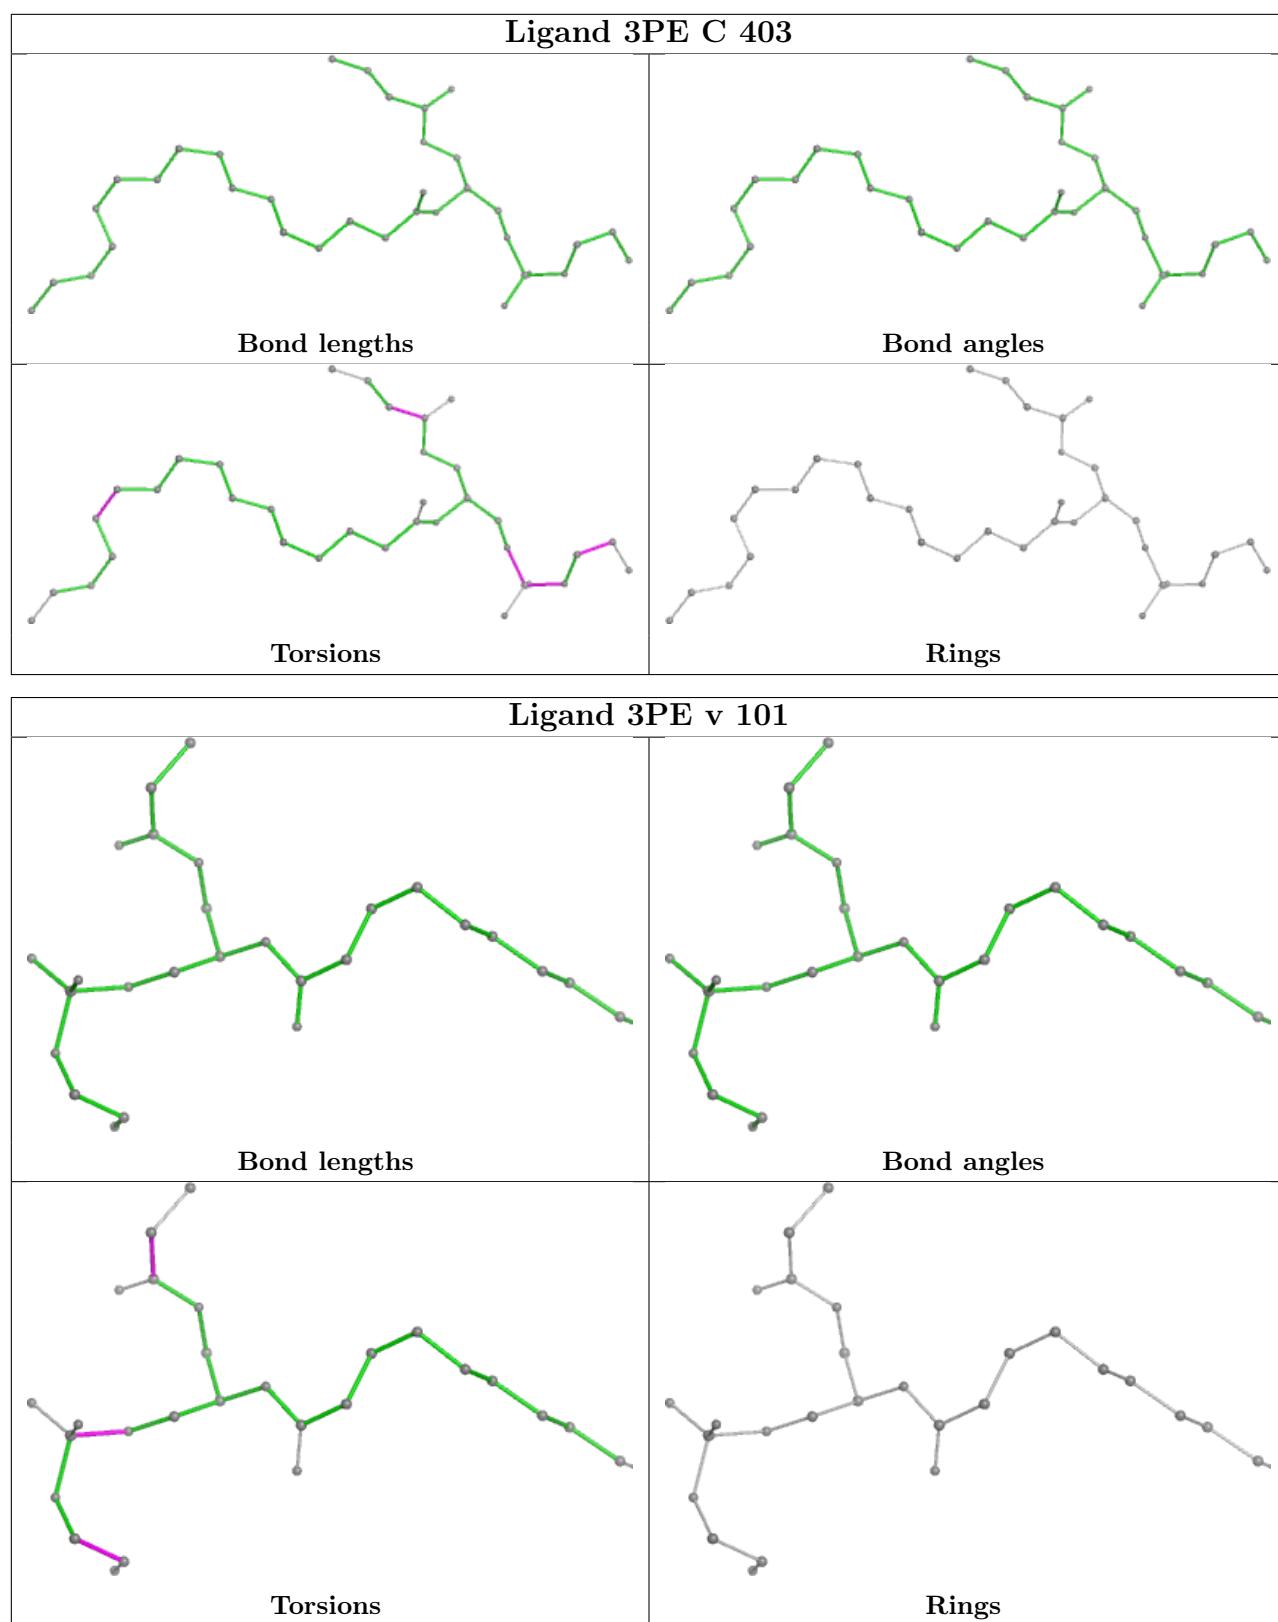 Ligand 3PE C 403
Bond lengths
Bond angles
Torsions
Rings
Ligand 3PE v 101
Bond lengths
Bond angles
Torsions
Rings